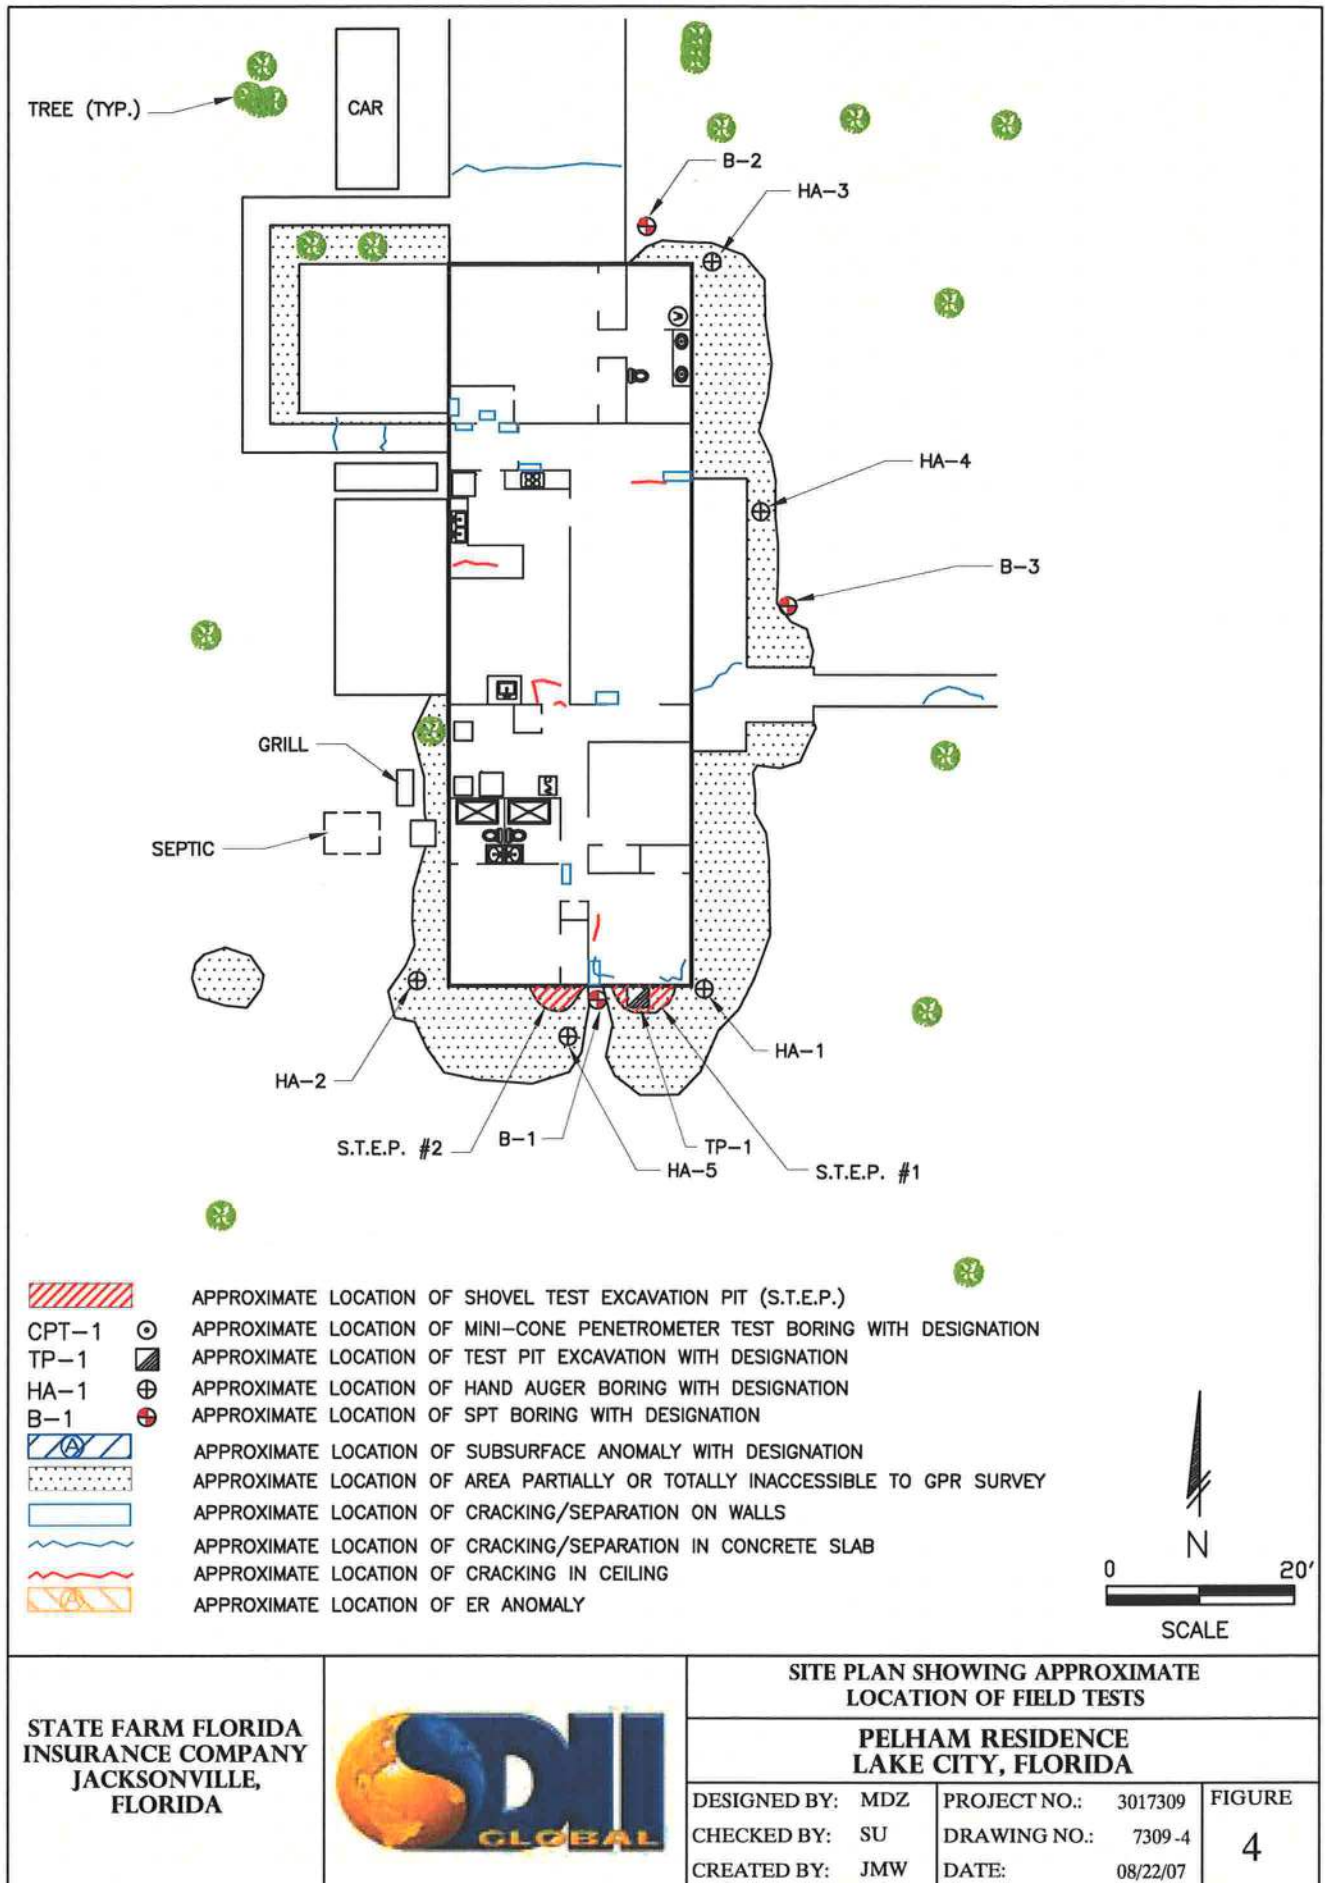 TREE (TYP.)
CAR
B-2
HA-3
HA-4
B-3
GRILL
SEPTIC
HA-2
HA-1
S.T.E.P. #2
B-1
TP-1
HA-5
S.T.E.P. #1
APPROXIMATE LOCATION OF SHOVEL TEST EXCAVATION PIT (S.T.E.P.)
CPT-1 APPROXIMATE LOCATION OF MINI-CONE PENETROMETER TEST BORING WITH DESIGNATION
TP-1 APPROXIMATE LOCATION OF TEST PIT EXCAVATION WITH DESIGNATION
HA-1 APPROXIMATE LOCATION OF HAND AUGER BORING WITH DESIGNATION
B-1 APPROXIMATE LOCATION OF SPT BORING WITH DESIGNATION
A APPROXIMATE LOCATION OF SUBSURFACE ANOMALY WITH DESIGNATION
APPROXIMATE LOCATION OF AREA PARTIALLY OR TOTALLY INACCESSIBLE TO GPR SURVEY
APPROXIMATE LOCATION OF CRACKING/SEPARATION ON WALLS
APPROXIMATE LOCATION OF CRACKING/SEPARATION IN CONCRETE SLAB
APPROXIMATE LOCATION OF CRACKING IN CEILING
A APPROXIMATE LOCATION OF ER ANOMALY
N
0 20'
SCALE
STATE FARM FLORIDA
INSURANCE COMPANY
JACKSONVILLE,
FLORIDA
SDII
GLOBAL
SITE PLAN SHOWING APPROXIMATE
LOCATION OF FIELD TESTS
PELHAM RESIDENCE
LAKE CITY, FLORIDA
DESIGNED BY: MDZ
CHECKED BY: SU
CREATED BY: JMW
PROJECT NO.: 3017309
DRAWING NO.: 7309-4
DATE: 08/22/07
FIGURE
4